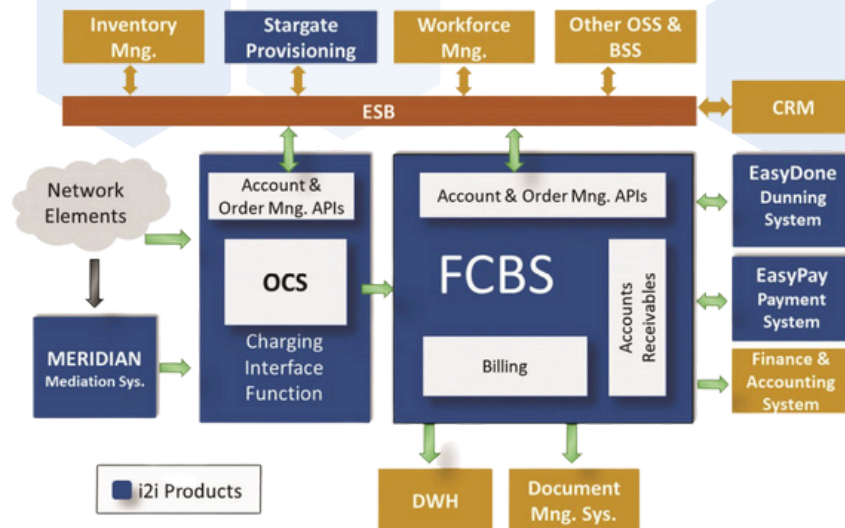 Inventory
Mng.
Stargate
Provisioning
Workforce
Mng.
Other OSS &
BSS
ESB
CRM
Network
Elements
Account &
Order Mng. APIs
Account & Order Mng. APIs
EasyDone
Dunning
System
OCS
FCBS
Accounts
Receivables
EasyPay
Payment
System
MERIDIAN
Mediation Sys.
Charging
Interface
Function
Billing
Finance &
Accounting
System
i2i Products
DWH
Document
Mng. Sys.